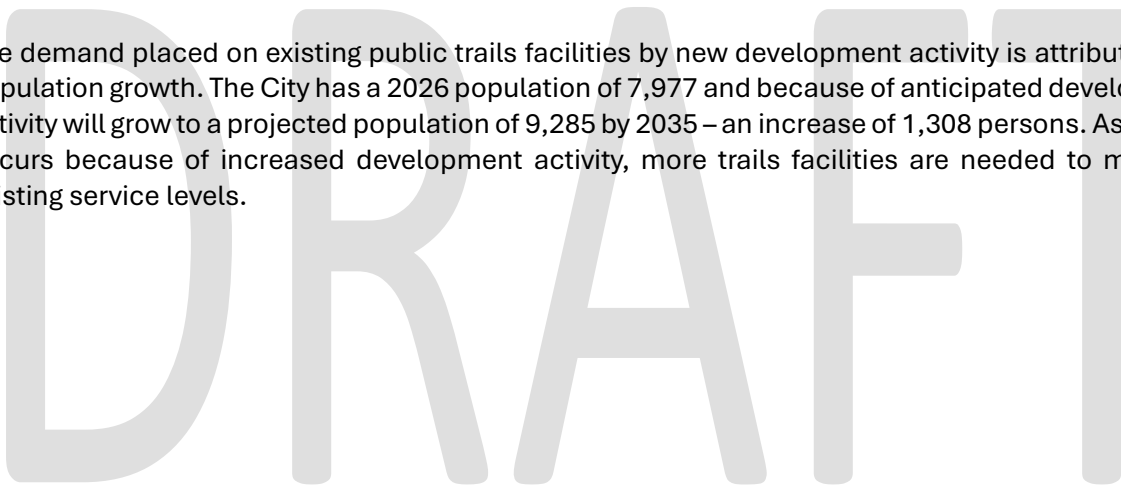 e demand placed on existing public trails facilities by new development activity is attribut
pulation growth. The City has a 2026 population of 7,977 and because of anticipated develo
tivity will grow to a projected population of 9,285 by 2035 – an increase of 1,308 persons. As
curs because of increased development activity, more trails facilities are needed to m
isting service levels.
DRAFT